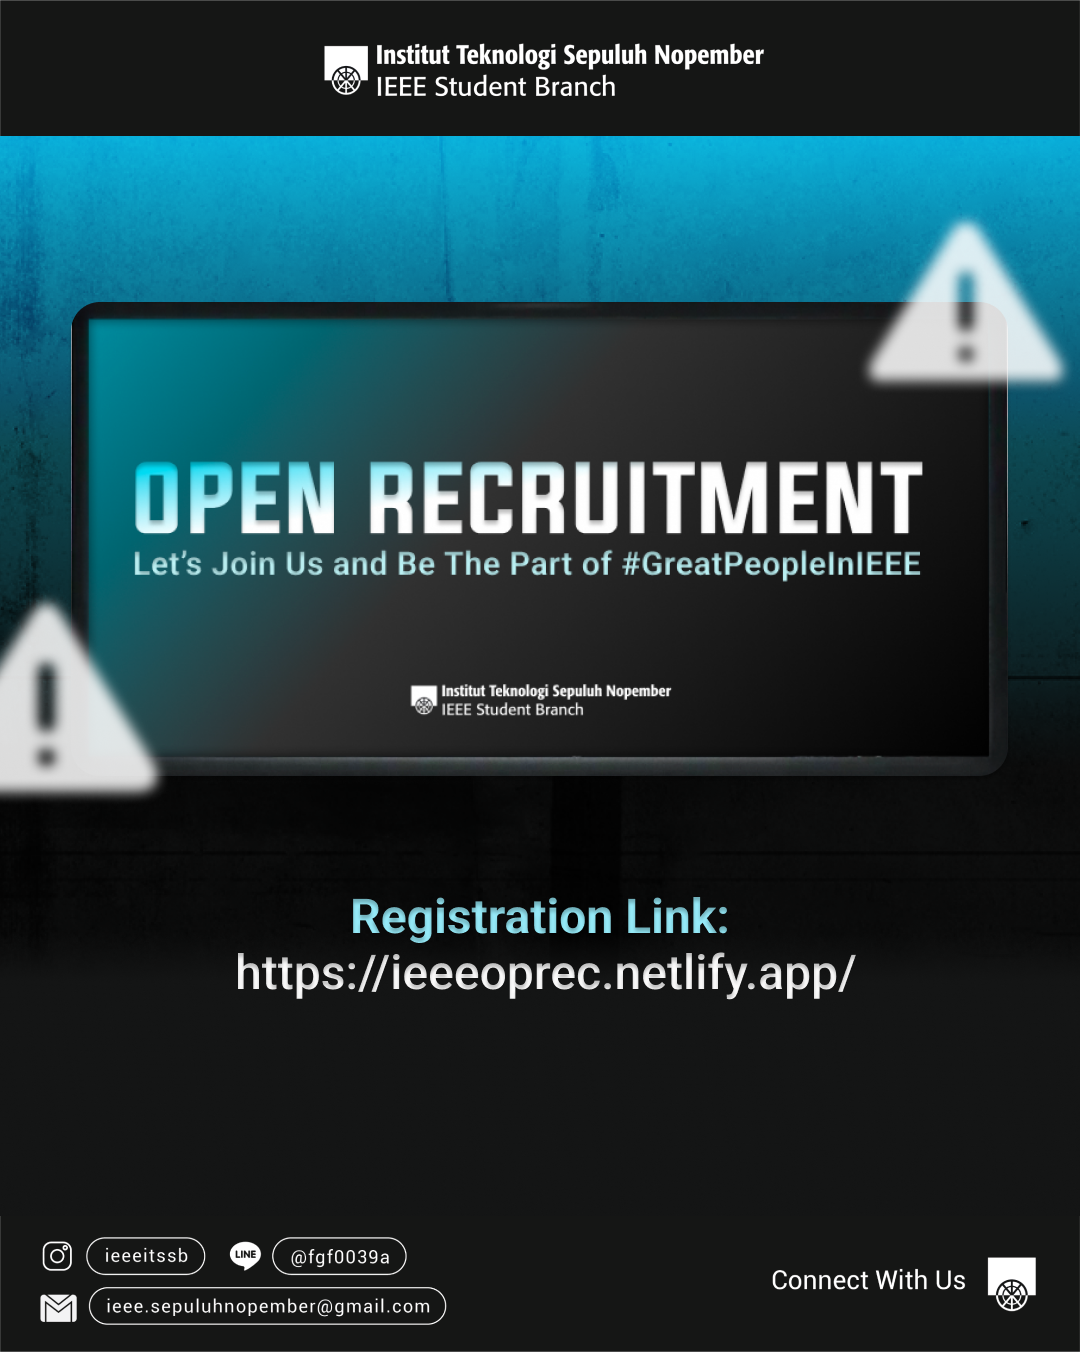 Institut Teknologi Sepuluh Nopember
IEEE Student Branch
OPEN RECRUITMENT
Let's Join Us and Be The Part of #GreatPeopleInIEEE
Institut Teknologi Sepuluh Nopember
IEEE Student Branch
Registration Link:
https://ieeeoprec.netlify.app/
ieeeitssb
LINE
@fgf0039a
ieee.sepuluhnopember@gmail.com
Connect With Us